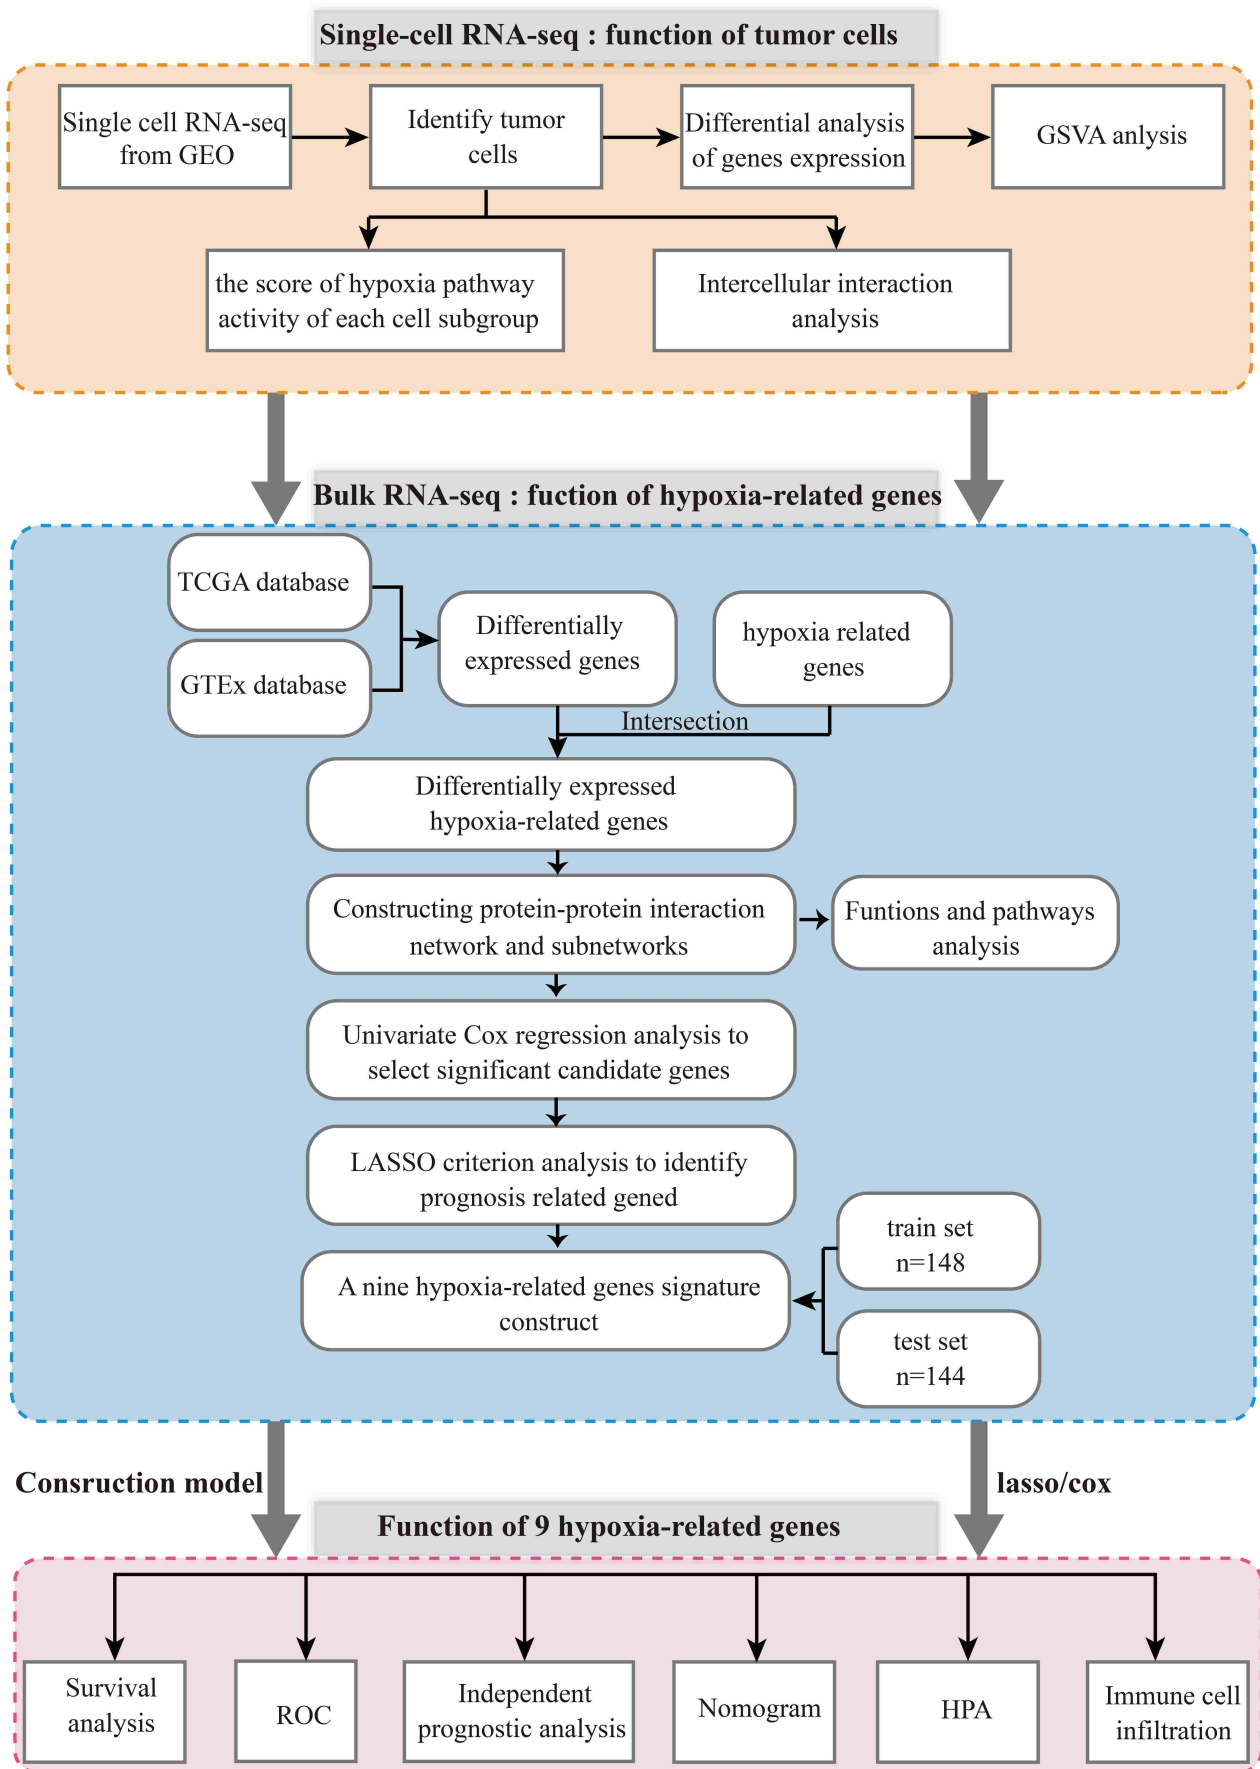 Single-cell RNA-seq : function of tumor cells
Single cell RNA-seq
from GEO
Identify tumor
cells
Differential analysis
of genes expression
GSVA anlysis
the score of hypoxia pathway
activity of each cell subgroup
Intercellular interaction
analysis
Bulk RNA-seq : fuction of hypoxia-related genes
TCGA database
GTEx database
Differentially
expressed genes
hypoxia related
genes
Intersection
Differentially expressed
hypoxia-related genes
Constructing protein-protein interaction
network and subnetworks
Funtions and pathways
analysis
Univariate Cox regression analysis to
select significant candidate genes
LASSO criterion analysis to identify
prognosis related gened
A nine hypoxia-related genes signature
construct
train set
n=148
test set
n=144
Consruction model
lasso/cox
Function of 9 hypoxia-related genes
Survival
analysis
ROC
Independent
prognostic analysis
Nomogram
HPA
Immune cell
infiltration